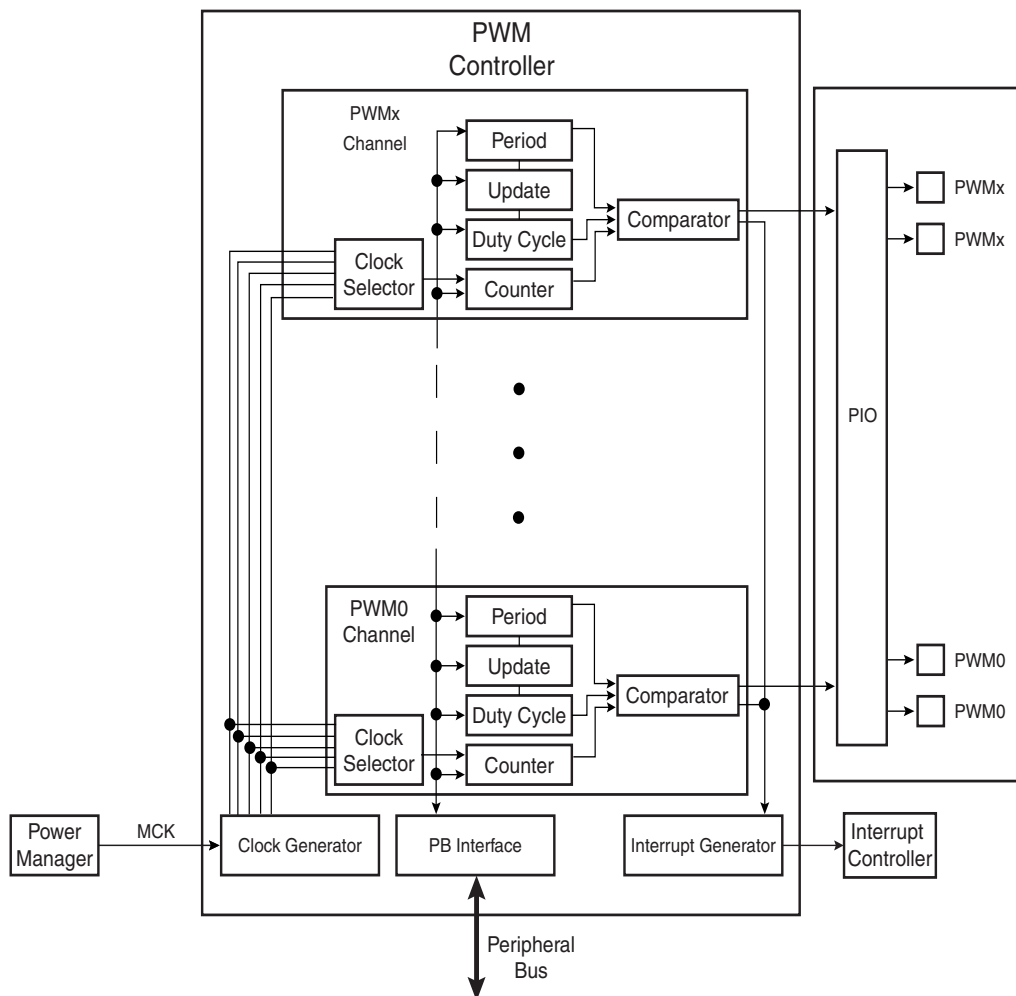 PWM
Controller
PWMx
Channel
Period
Update
Duty Cycle
Counter
Clock
Selector
Comparator
PIO
PWMx
PWMx
PWM0
Channel
Period
Update
Duty Cycle
Counter
Clock
Selector
Comparator
PWM0
PWM0
Power
Manager
MCK
Clock Generator
PB Interface
Interrupt Generator
Interrupt
Controller
Peripheral
Bus